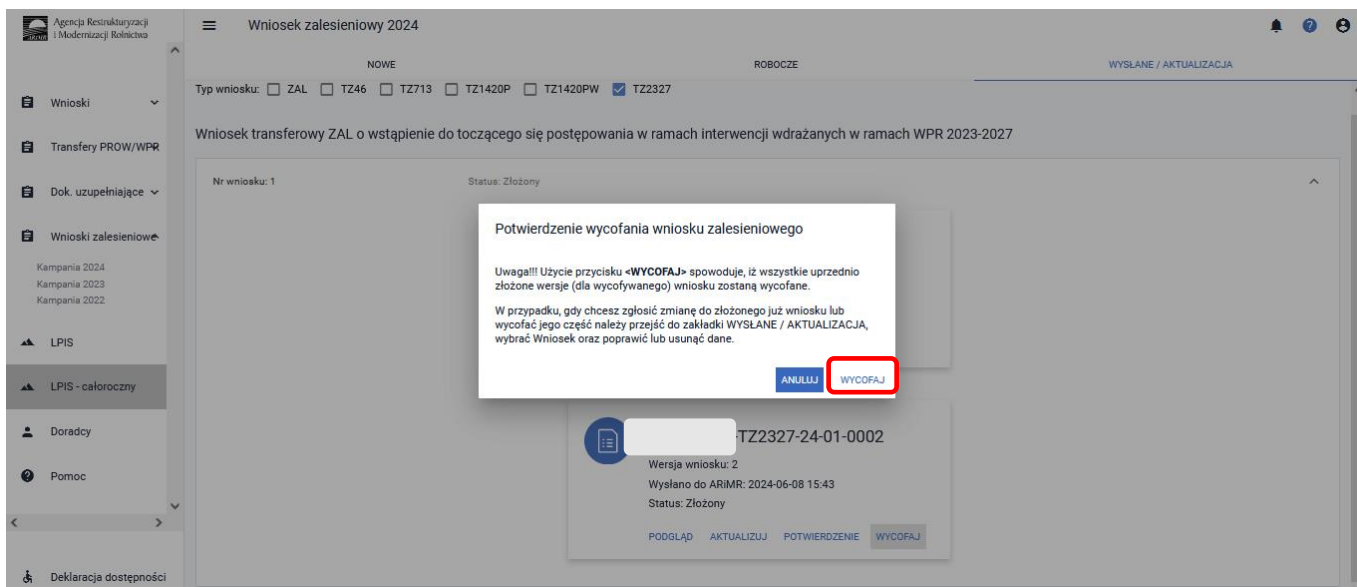 Agencja Restrukturyzacji
i Modernizacji Rolnictwa
ARiMR
Wniosek zalesieniowy 2024
NOWE
ROBOCZE
WYSŁANE / AKTUALIZACJA
Typ wniosku: ZAL TZ46 TZ713 TZ1420P TZ1420PW TZ2327
Wniosek transferowy ZAL o wstąpienie do toczącego się postępowania w ramach interwencji wdrażanych w ramach WPR 2023-2027
Nr wniosku: 1
Status: Złożony
Wnioski
Transfery PROW/WPR
Dok. uzupełniające
Wnioski zalesieniowe
Kampania 2024
Kampania 2023
Kampania 2022
LPIS
LPIS - całoroczny
Doradcy
Pomoc
Deklaracja dostępności
Potwierdzenie wycofania wniosku zalesieniowego
Uwaga!!! Użycie przycisku <WYCOFAJ> spowoduje, iż wszystkie uprzednio
złożone wersje (dla wycofywanego) wniosku zostaną wycofane.
W przypadku, gdy chcesz zgłosić zmianę do złożonego już wniosku lub
wycofać jego część należy przejść do zakładki WYSŁANE / AKTUALIZACJA,
wybrać Wniosek oraz poprawić lub usunąć dane.
ANULUJ WYCOFAJ
-TZ2327-24-01-0002
Wersja wniosku: 2
Wysłano do ARiMR: 2024-06-08 15:43
Status: Złożony
PODGLĄD AKTUALIZUJ POTWIERDZENIE WYCOFAJ